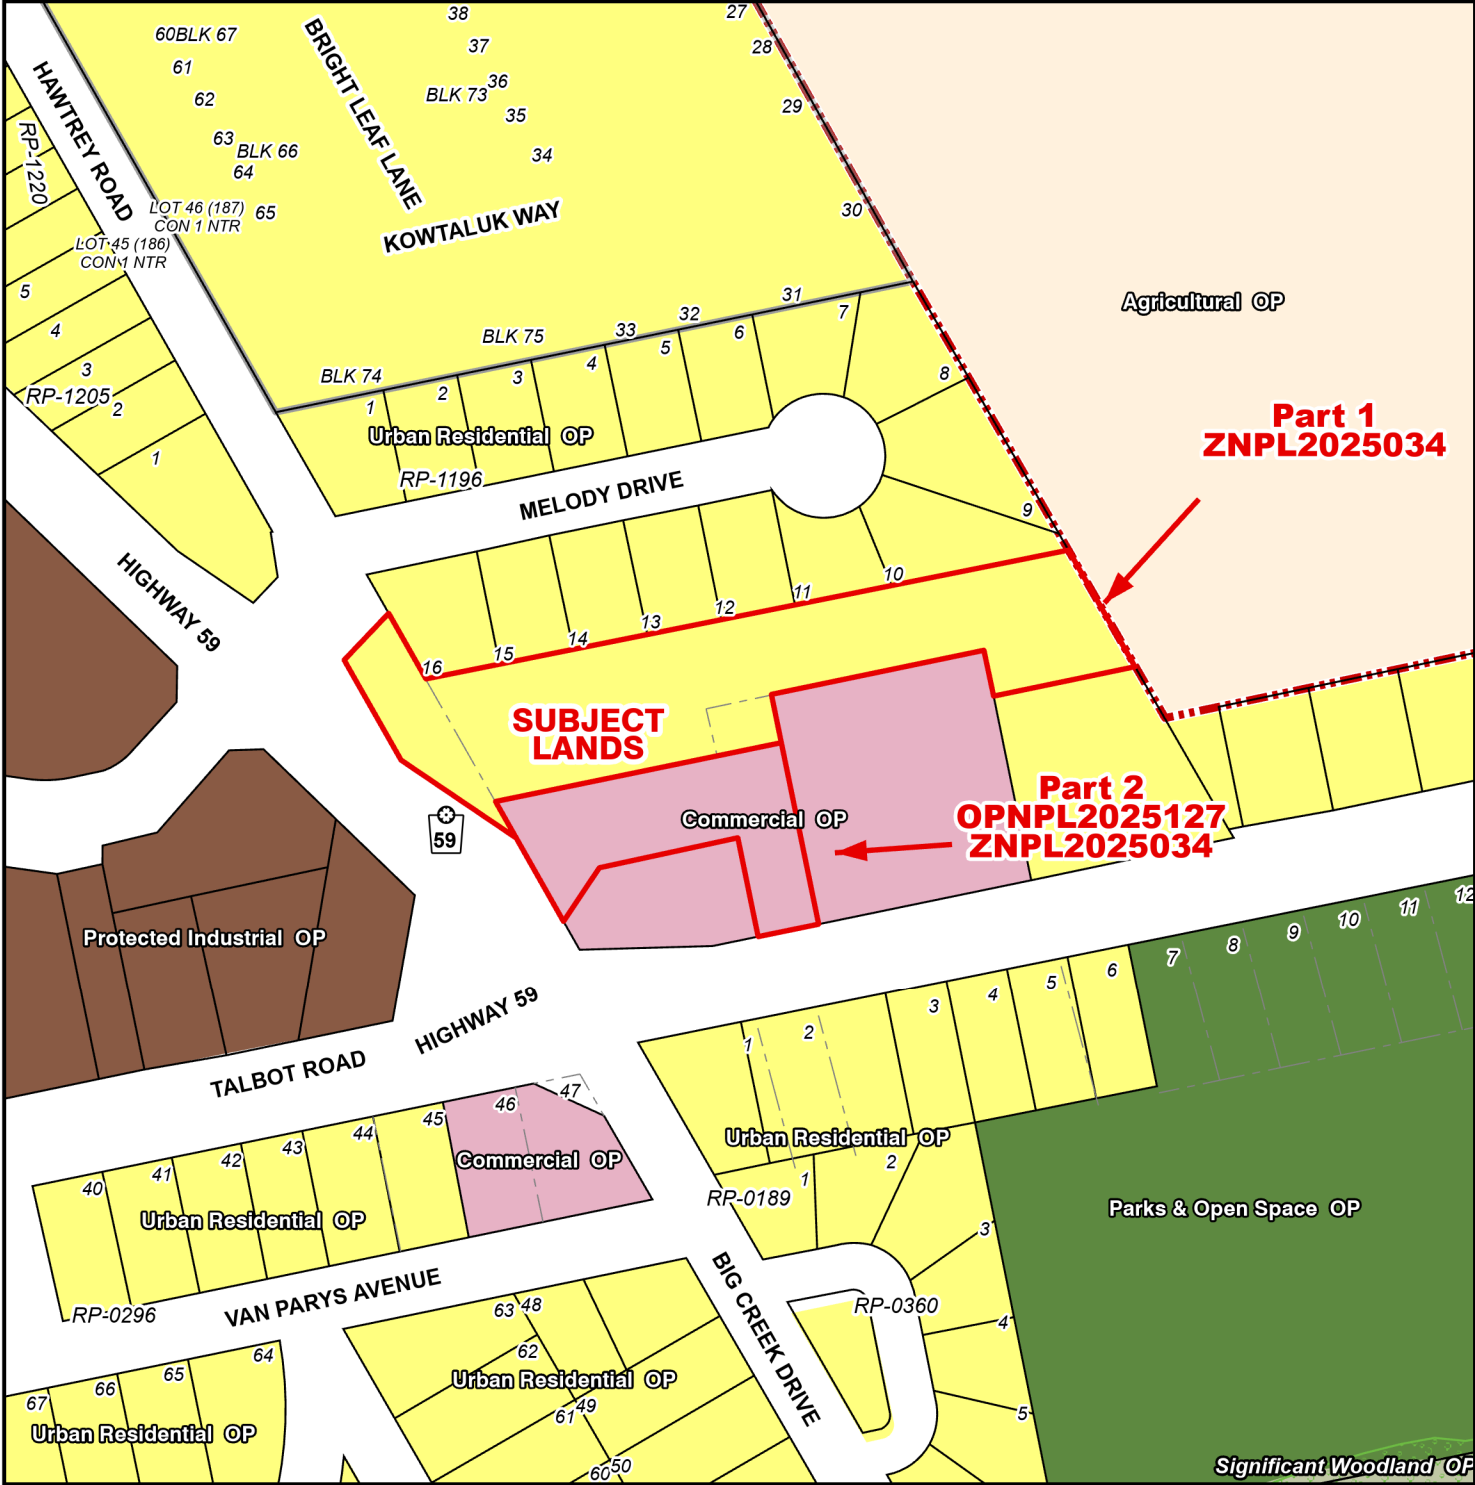 38
27
60BLK 67
37
28
61
36
BLK 73
62
29
35
63
BLK 66
34
64
LOT 46 (187)
CON 1 NTR
65
30
HAWTREY ROAD
BRIGHT LEAF LANE
KOWTALUK WAY
RP-1220
LOT 45 (186)
CON 1 NTR
5
4
3
RP-1205
2
1
31
32
33
BLK 75
BLK 74
7
6
5
4
3
2
1
8
Agricultural OP
Urban Residential OP
RP-1196
MELODY DRIVE
9
Part 1
ZNPL2025034
HIGHWAY 59
10
11
12
13
14
15
16
SUBJECT
LANDS
Part 2
OPNPL2025127
ZNPL2025034
Commercial OP
59
Protected Industrial OP
12
11
10
9
8
7
6
5
4
3
2
1
HIGHWAY 59
TALBOT ROAD
47
46
45
44
43
42
41
40
Commercial OP
Urban Residential OP
Urban Residential OP
2
1
RP-0189
Parks & Open Space OP
3
VAN PARYS AVENUE
RP-0296
BIG CREEK DRIVE
RP-0360
4
63
48
62
64
65
66
67
Urban Residential OP
49
61
5
Urban Residential OP
50
60
Significant Woodland OP